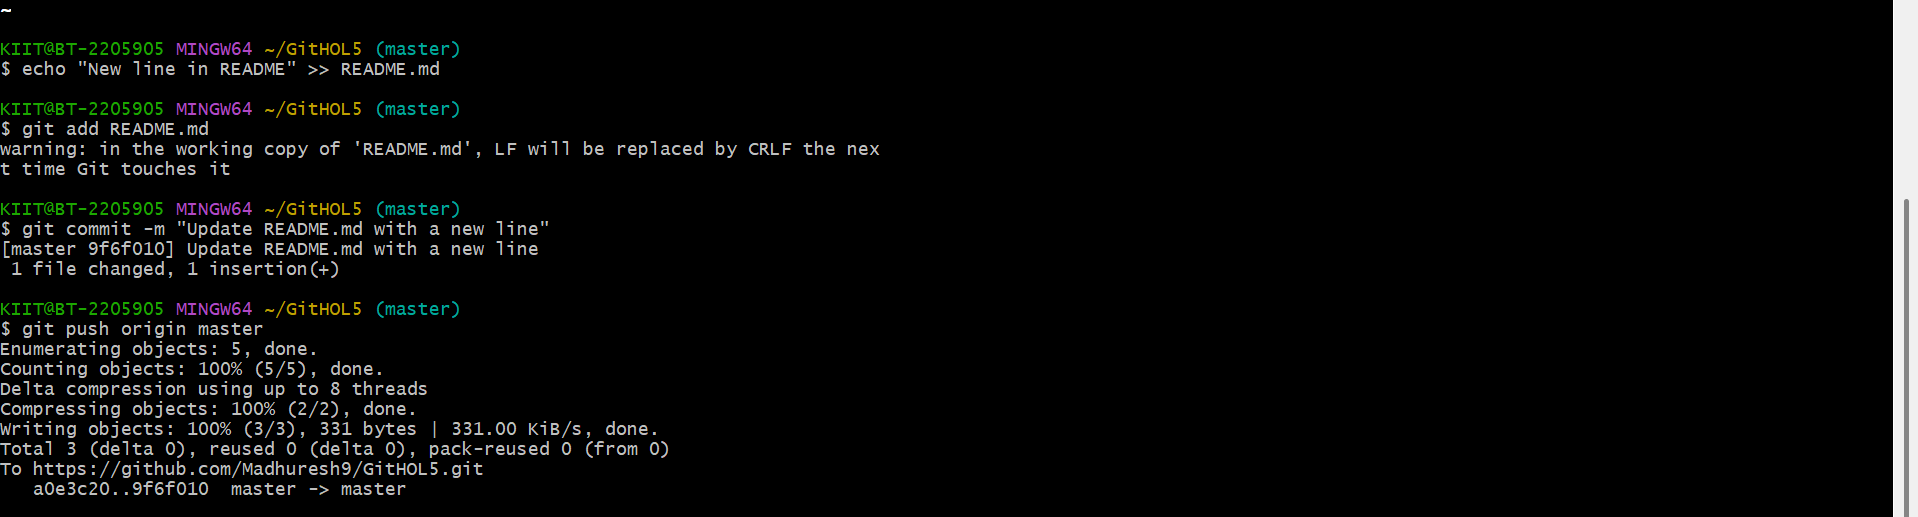 ~
KIIT@BT-2205905 MINGW64 ~/GitHOL5 (master)
$ echo "New line in README" >> README.md
KIIT@BT-2205905 MINGW64 ~/GitHOL5 (master)
$ git add README.md
warning: in the working copy of 'README.md', LF will be replaced by CRLF the nex
t time Git touches it
KIIT@BT-2205905 MINGW64 ~/GitHOL5 (master)
$ git commit -m "Update README.md with a new line"
[master 9f6f010] Update README.md with a new line
 1 file changed, 1 insertion(+)
KIIT@BT-2205905 MINGW64 ~/GitHOL5 (master)
$ git push origin master
Enumerating objects: 5, done.
Counting objects: 100% (5/5), done.
Delta compression using up to 8 threads
Compressing objects: 100% (2/2), done.
Writing objects: 100% (3/3), 331 bytes | 331.00 KiB/s, done.
Total 3 (delta 0), reused 0 (delta 0), pack-reused 0 (from 0)
To https://github.com/Madhuresh9/GitHOL5.git
   a0e3c20..9f6f010  master -> master